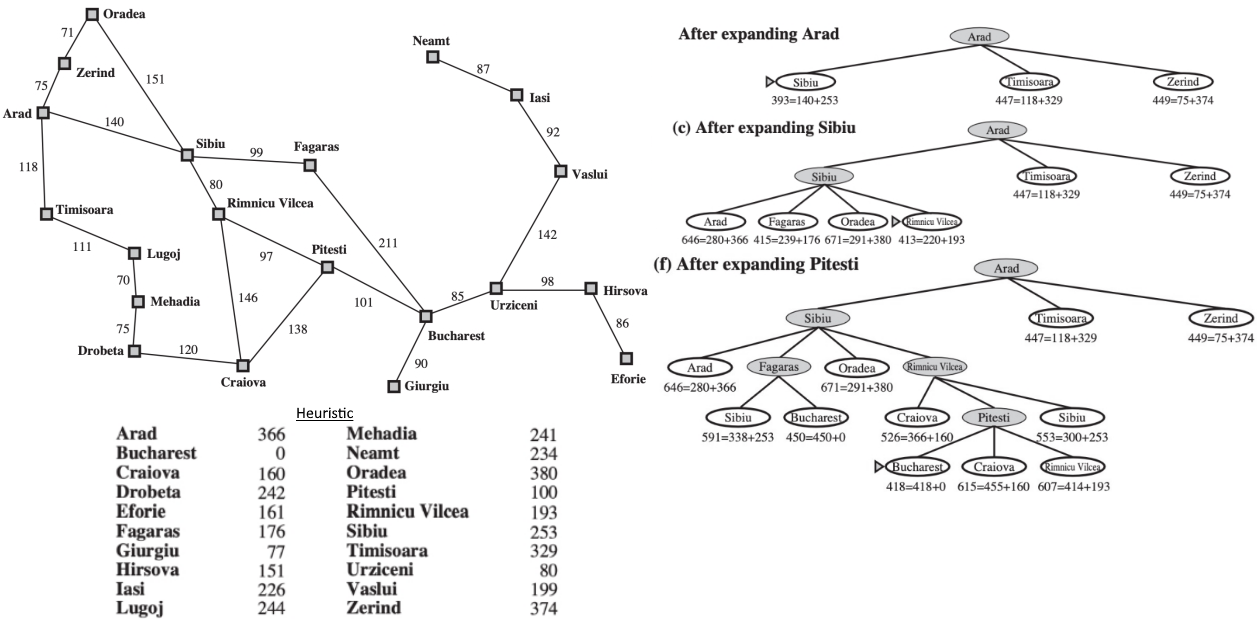 Oradea
71
Neamt
Zerind
87
151
75
Iasi
Arad
140
92
Sibiu
99
Fagaras
118
Vaslui
80
Rimnicu Vilcea
Timisoara
142
111
Lugoj
97
Pitesti
211
70
98
Hirsova
146
101
85
Urziceni
Mehadia
86
75
138
Bucharest
Drobeta
120
90
Craiova
Giurgiu
Eforie
Heuristic
Arad 366 Mehadia 241
Bucharest 0 Neamt 234
Craiova 160 Oradea 380
Drobeta 242 Pitesti 100
Eforie 161 Rimnicu Vilcea 193
Fagaras 176 Sibiu 253
Giurgiu 77 Timisoara 329
Hirsova 151 Urziceni 80
Iasi 226 Vaslui 199
Lugoj 244 Zerind 374
After expanding Arad
Arad
Sibiu Timisoara Zerind
393=140+253 447=118+329 449=75+374
(c) After expanding Sibiu
Arad
Sibiu Timisoara Zerind
447=118+329 449=75+374
Arad Fagaras Oradea Rimnicu Vilcea
646=280+366 415=239+176 671=291+380 413=220+193
(f) After expanding Pitesti
Arad
Sibiu Timisoara Zerind
447=118+329 449=75+374
Arad Fagaras Oradea Rimnicu Vilcea
646=280+366 671=291+380
Sibiu Bucharest Craiova Pitesti Sibiu
591=338+253 450=450+0 526=366+160 553=300+253
Bucharest Craiova Rimnicu Vilcea
418=418+0 615=455+160 607=414+193